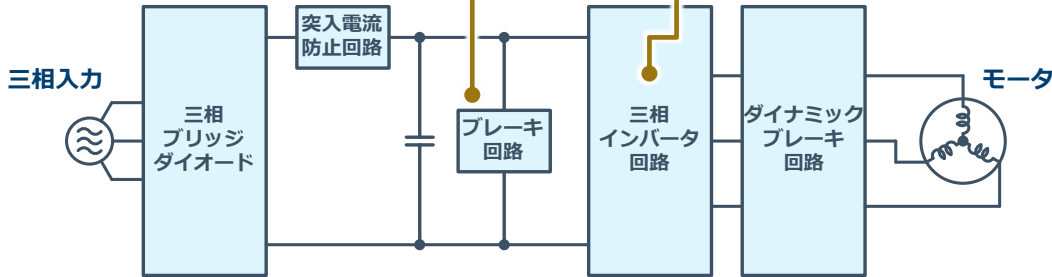 突入電流
防止回路
三相入力
モータ
三相
ブリッジ
ダイオード
ブレーキ
回路
三相
インバータ
回路
ダイナミック
ブレーキ
回路